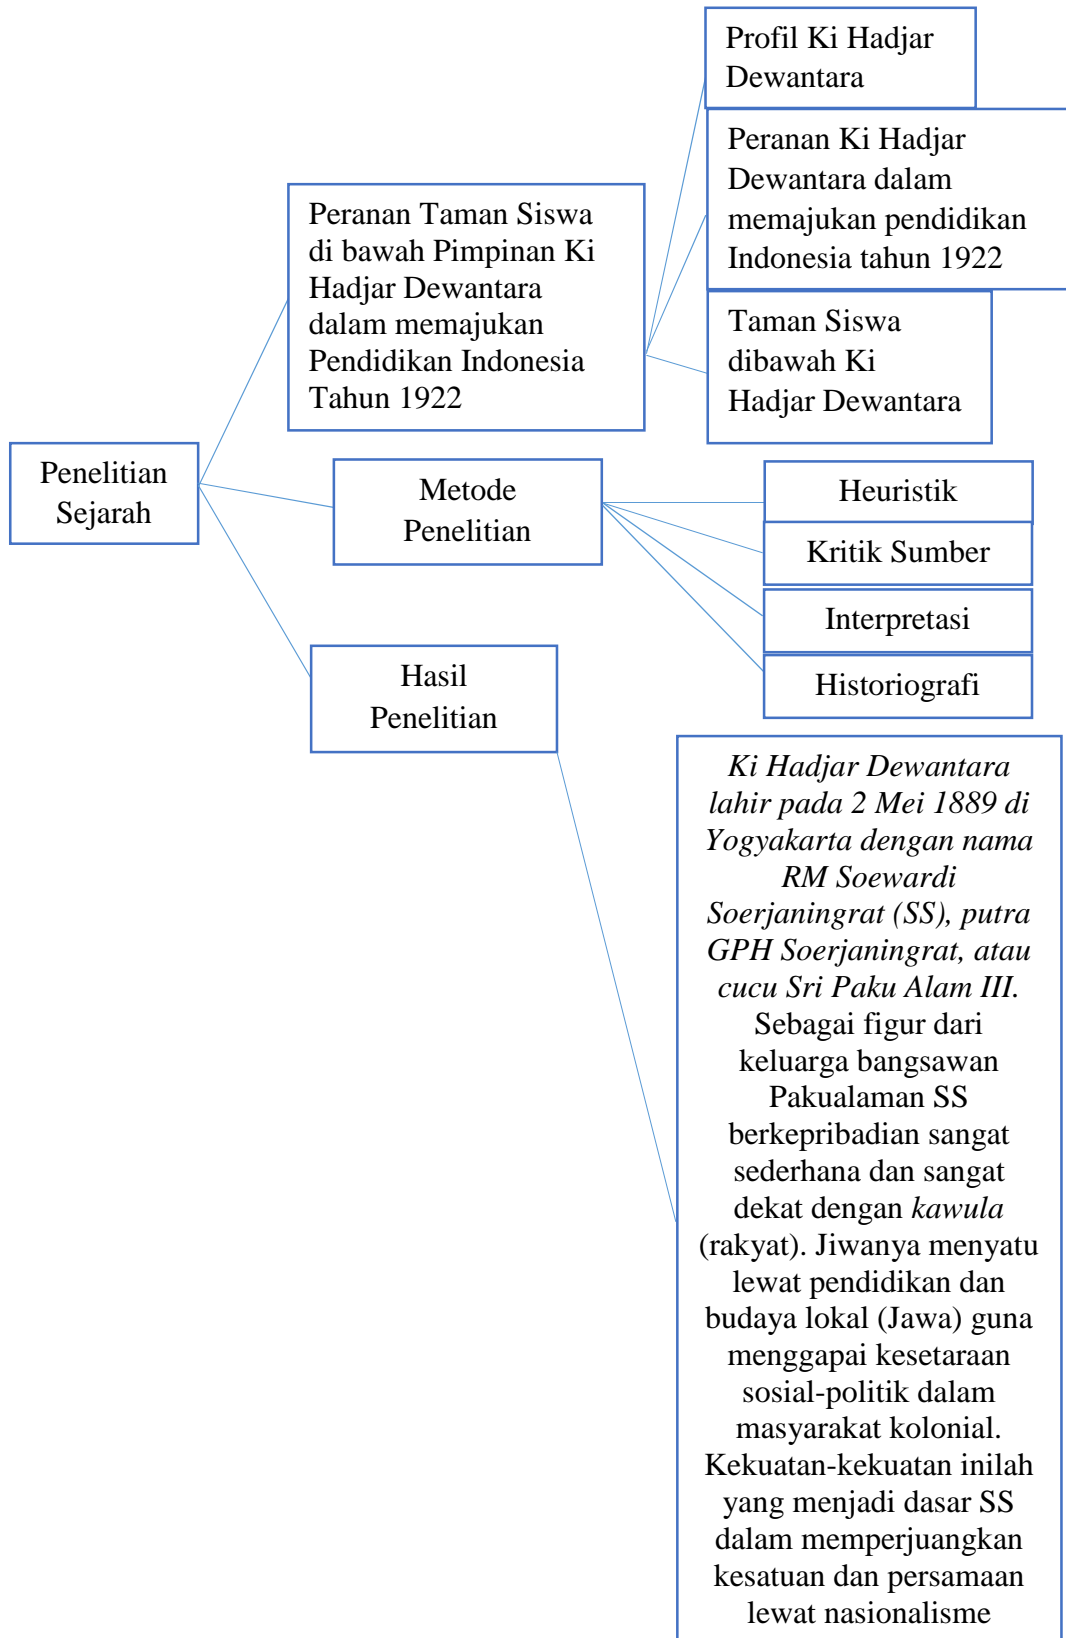 Profil Ki Hadjar
Dewantara
Peranan Ki Hadjar
Dewantara dalam
memajukan pendidikan
Indonesia tahun 1922
Peranan Taman Siswa
di bawah Pimpinan Ki
Hadjar Dewantara
dalam memajukan
Pendidikan Indonesia
Tahun 1922
Taman Siswa
dibawah Ki
Hadjar Dewantara
Penelitian
Sejarah
Metode
Penelitian
Heuristik
Kritik Sumber
Interpretasi
Historiografi
Hasil
Penelitian
Ki Hadjar Dewantara
lahir pada 2 Mei 1889 di
Yogyakarta dengan nama
RM Soewardi
Soerjaningrat (SS), putra
GPH Soerjaningrat, atau
cucu Sri Paku Alam III.
Sebagai figur dari
keluarga bangsawan
Pakualaman SS
berkepribadian sangat
sederhana dan sangat
dekat dengan kawula
(rakyat). Jiwanya menyatu
lewat pendidikan dan
budaya lokal (Jawa) guna
menggapai kesetaraan
sosial-politik dalam
masyarakat kolonial.
Kekuatan-kekuatan inilah
yang menjadi dasar SS
dalam memperjuangkan
kesatuan dan persamaan
lewat nasionalisme